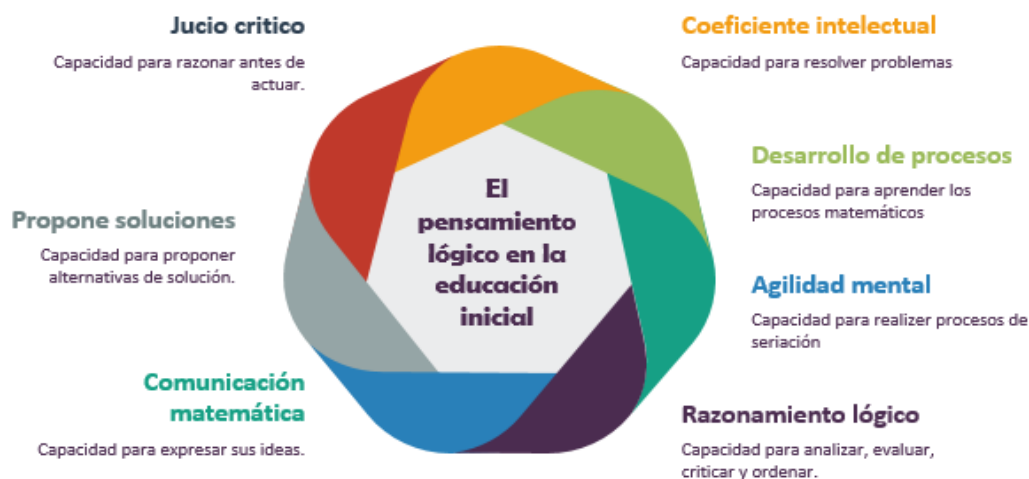 Jucio critico
Capacidad para razonar antes de
actuar.
Coeficiente intelectual
Capacidad para resolver problemas
Desarrollo de procesos
Capacidad para aprender los
procesos matemáticos
Propone soluciones
Capacidad para proponer
alternativas de solución.
El
pensamiento
lógico en la
educación
inicial
Agilidad mental
Capacidad para realizer procesos de
seriación
Comunicación
matemática
Capacidad para expresar sus ideas.
Razonamiento lógico
Capacidad para analizar, evaluar,
criticar y ordenar.